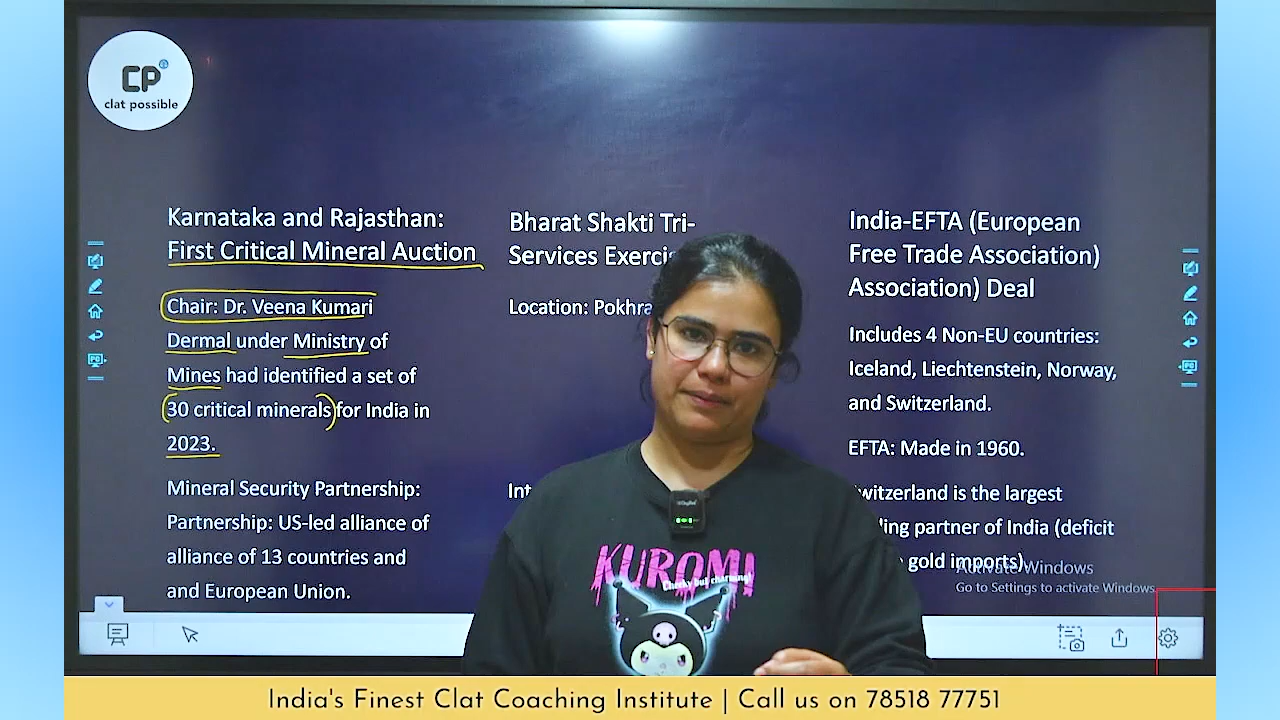 CP
clat possible
Karnataka and Rajasthan:
First Critical Mineral Auction
Chair: Dr. Veena Kumari
Dermal under Ministry of
Mines had identified a set of
30 critical minerals for India in
2023.
Mineral Security Partnership:
Partnership: US-led alliance of
alliance of 13 countries and
and European Union.
Bharat Shakti Tri-
Services Exerci
Location: Pokhra
Int
India-EFTA (European
Free Trade Association)
Association) Deal
Includes 4 Non-EU countries:
Iceland, Liechtenstein, Norway,
and Switzerland.
EFTA: Made in 1960.
witzerland is the largest
ing partner of India (deficit
gold imports)
Activate Windows
Go to Settings to activate Windows.
KUROMI
Cheeky but charming!
India's Finest Clat Coaching Institute | Call us on 78518 77751